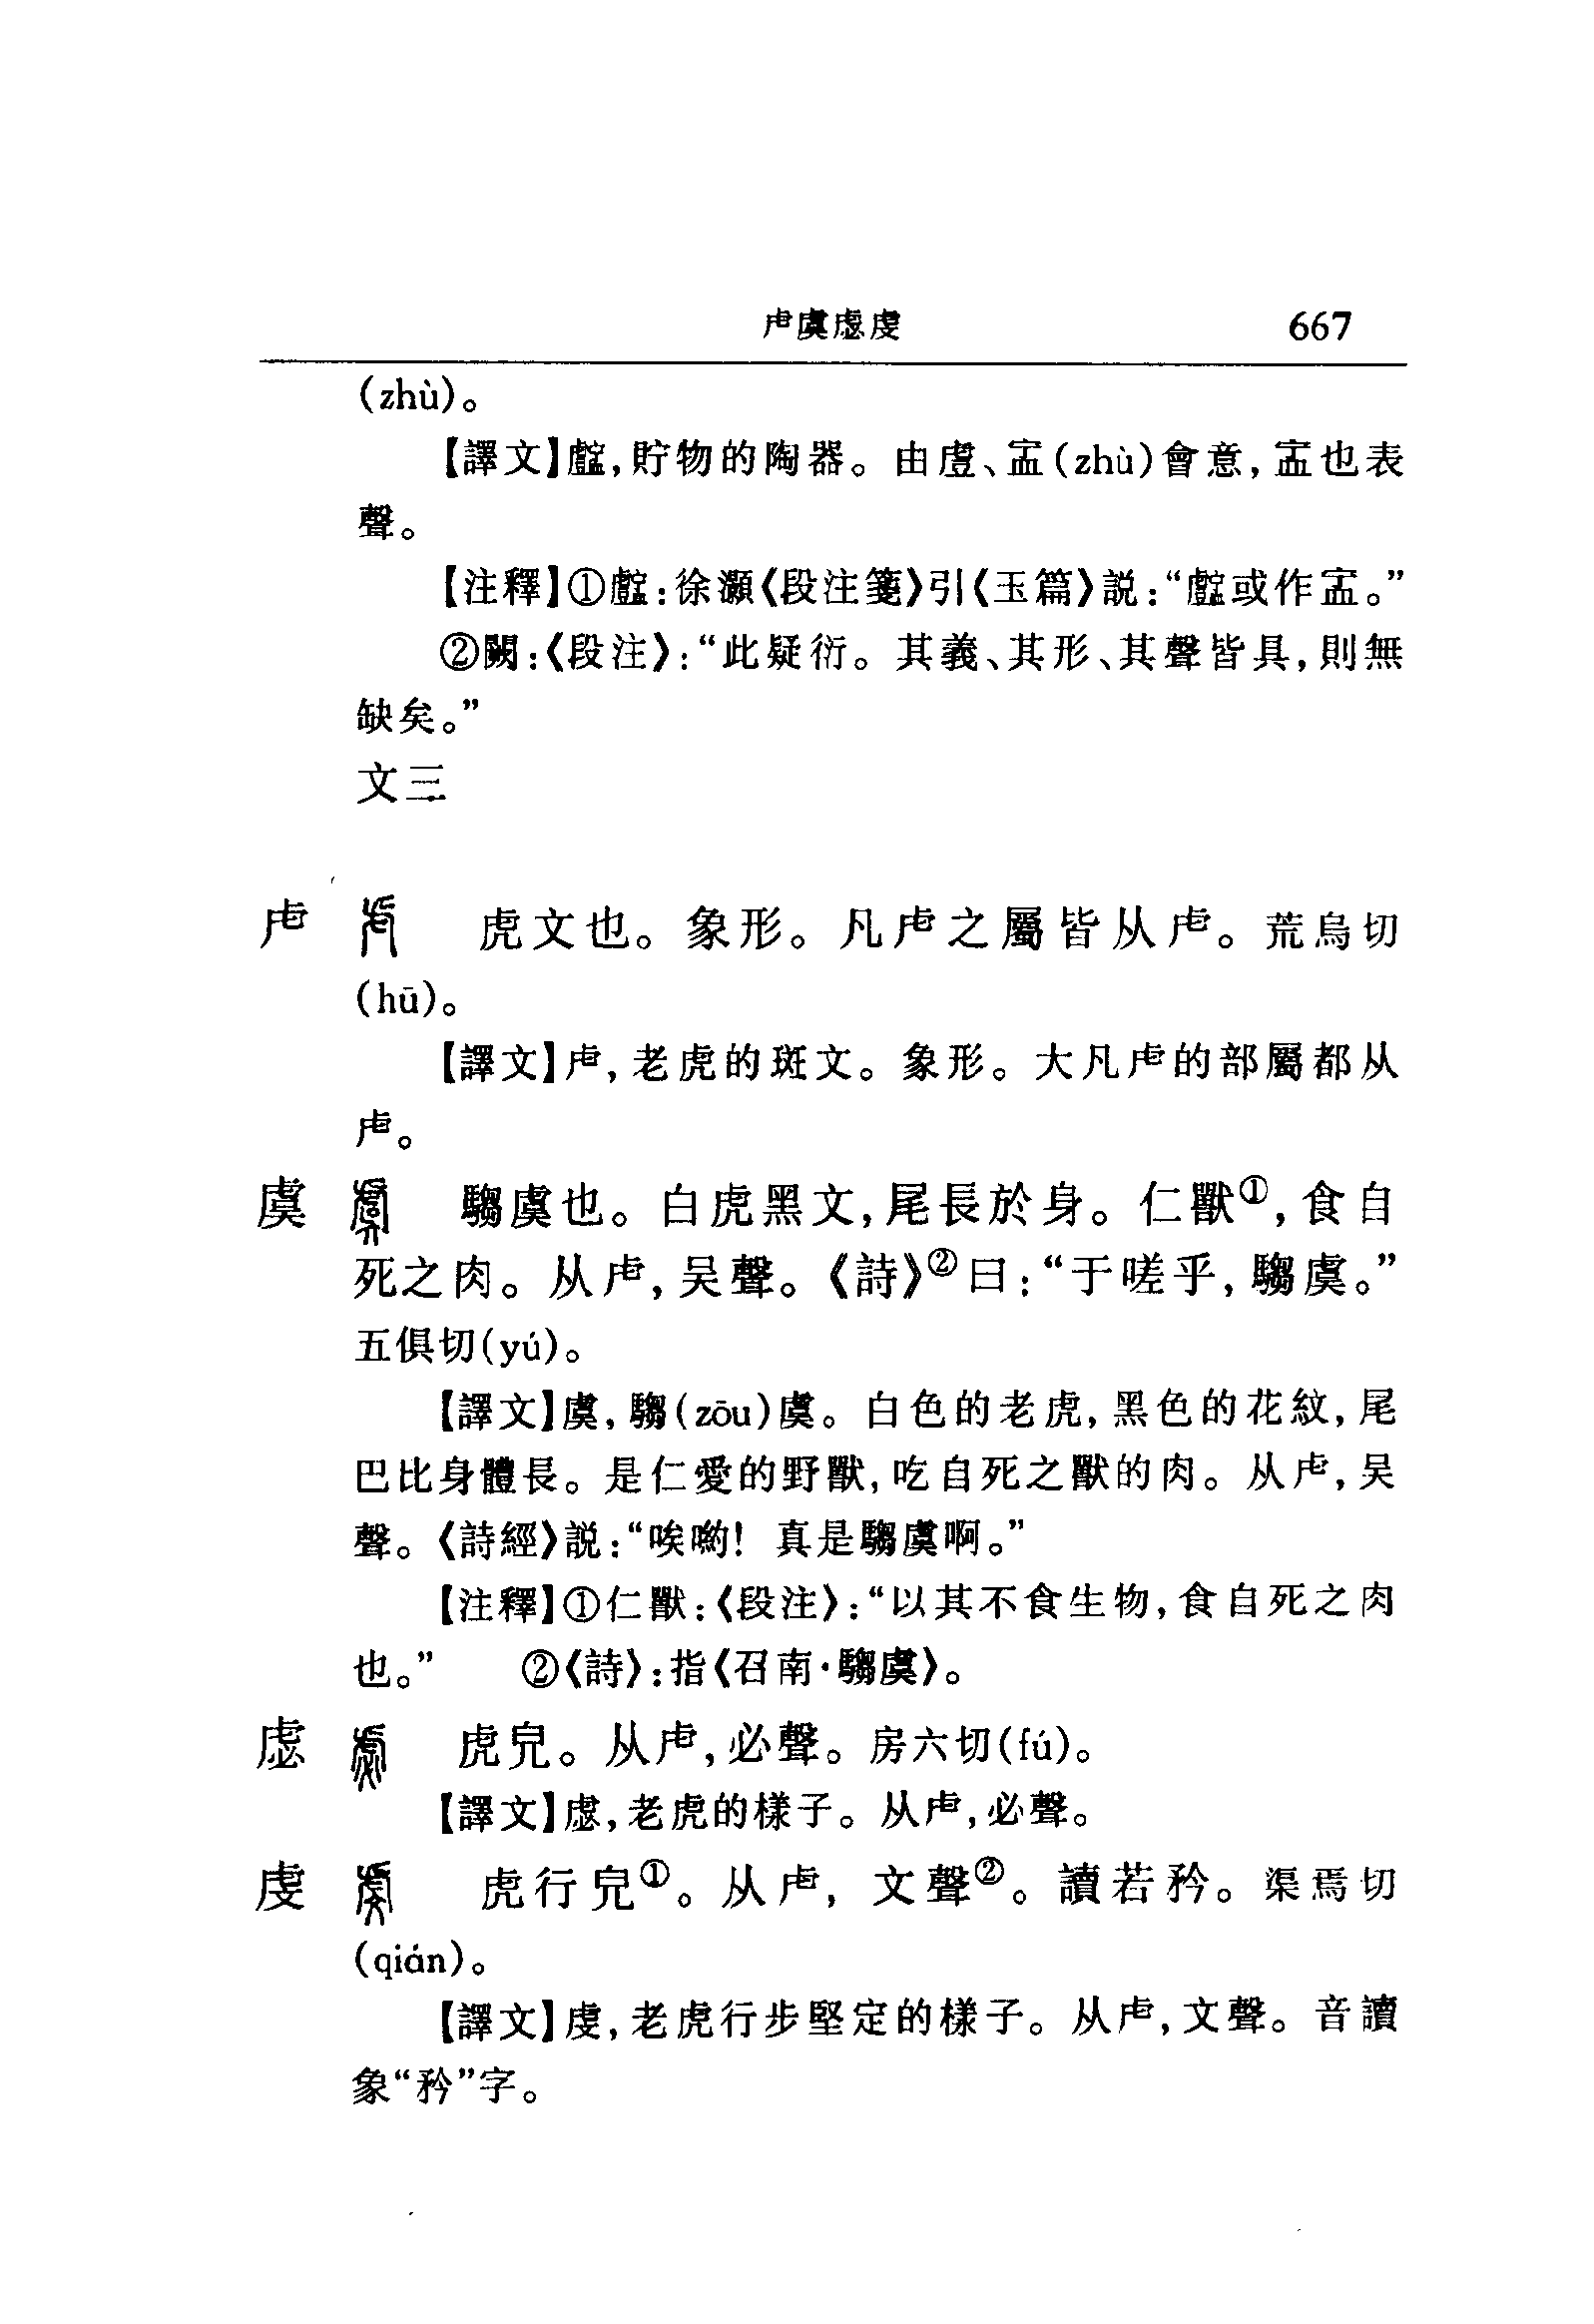 虍虞虙虔 667
(zhù)。
【譯文】䖒,貯物的陶器。由䖒、𥁊(zhù)會意,𥁊也表
聲。
【注釋】①:徐灝《段注箋》引《玉篇》説:“或作。”
②闕:《段注》:“此疑衍。其義、其形、其聲皆具,則無
缺矣。”
文三
虍 虎文也。象形。凡虍之屬皆从虍。荒烏切
(hū)。
【譯文】虍,老虎的斑文。象形。大凡虍的部屬都从
虍。
虞 騶虞也。白虎黑文,尾長於身。仁獸①,食自
死之肉。从虍,吴聲。《詩》②曰:“于嗟乎,騶虞。”
五俱切(yú)。
【譯文】虞,騶(zōu)虞。白色的老虎,黑色的花紋,尾
巴比身體長。是仁愛的野獸,吃自死之獸的肉。从虍,吴
聲。《詩經》説:“唉喲！真是騶虞啊。”
【注釋】①仁獸:《段注》:“以其不食生物,食自死之肉
也。” ②《詩》:指《召南·騶虞》。
虙 虎皃。从虍,必聲。房六切(fú)。
【譯文】虙,老虎的樣子。从虍,必聲。
虔 虎行皃①。从虍,文聲②。讀若矜。渠焉切
(qián)。
【譯文】虔,老虎行步堅定的樣子。从虍,文聲。音讀
象“矜”字。